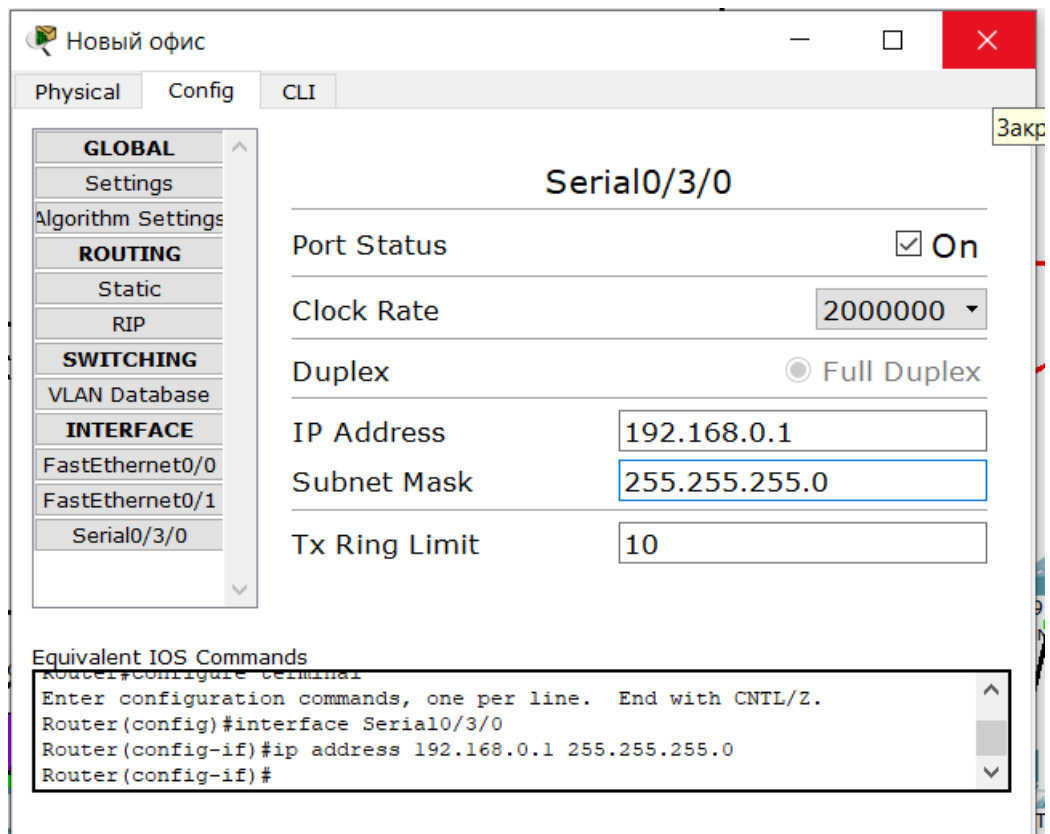 Новый офис
Physical Config CLI
Закр
GLOBAL
Settings
Algorithm Settings
ROUTING
Static
RIP
SWITCHING
VLAN Database
INTERFACE
FastEthernet0/0
FastEthernet0/1
Serial0/3/0
Serial0/3/0
Port Status On
Clock Rate 2000000
Duplex Full Duplex
IP Address 192.168.0.1
Subnet Mask 255.255.255.0
Tx Ring Limit 10
Equivalent IOS Commands
Router#configure terminal
Enter configuration commands, one per line. End with CNTL/Z.
Router(config)#interface Serial0/3/0
Router(config-if)#ip address 192.168.0.1 255.255.255.0
Router(config-if)#